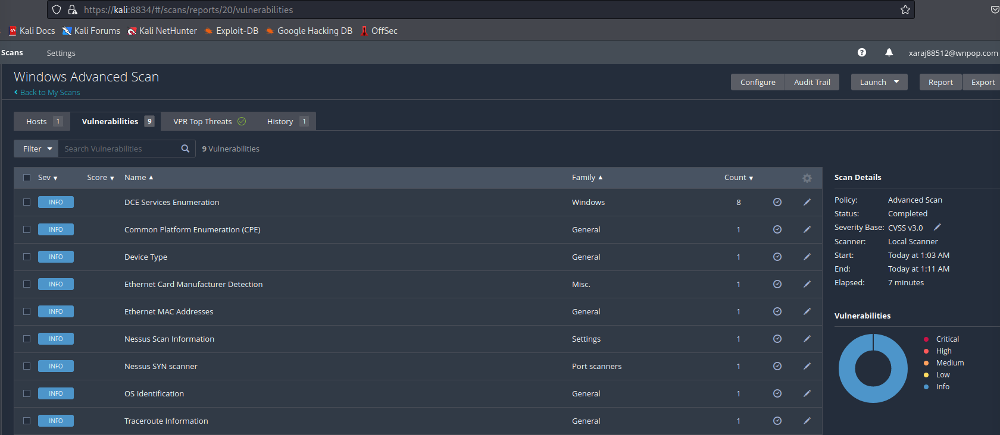 https://kali:8834/#/scans/reports/20/vulnerabilities
Kali Docs Kali Forums Kali NetHunter Exploit-DB Google Hacking DB OffSec
Scans Settings xaraj88512@wnpop.com
Windows Advanced Scan
Back to My Scans
Configure Audit Trail Launch Report Export
Hosts 1 Vulnerabilities 9 VPR Top Threats History 1
Filter Search Vulnerabilities 9 Vulnerabilities
Sev Score Name Family Count
INFO DCE Services Enumeration Windows 8
INFO Common Platform Enumeration (CPE) General 1
INFO Device Type General 1
INFO Ethernet Card Manufacturer Detection Misc. 1
INFO Ethernet MAC Addresses General 1
INFO Nessus Scan Information Settings 1
INFO Nessus SYN scanner Port scanners 1
INFO OS Identification General 1
INFO Traceroute Information General 1
Scan Details
Policy: Advanced Scan
Status: Completed
Severity Base: CVSS v3.0
Scanner: Local Scanner
Start: Today at 1:03 AM
End: Today at 1:11 AM
Elapsed: 7 minutes
Vulnerabilities
Critical
High
Medium
Low
Info